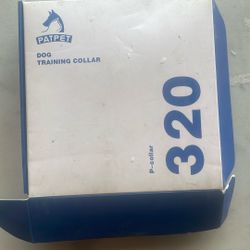 PATPET
DOG
TRAINING COLLAR
P-collar
320